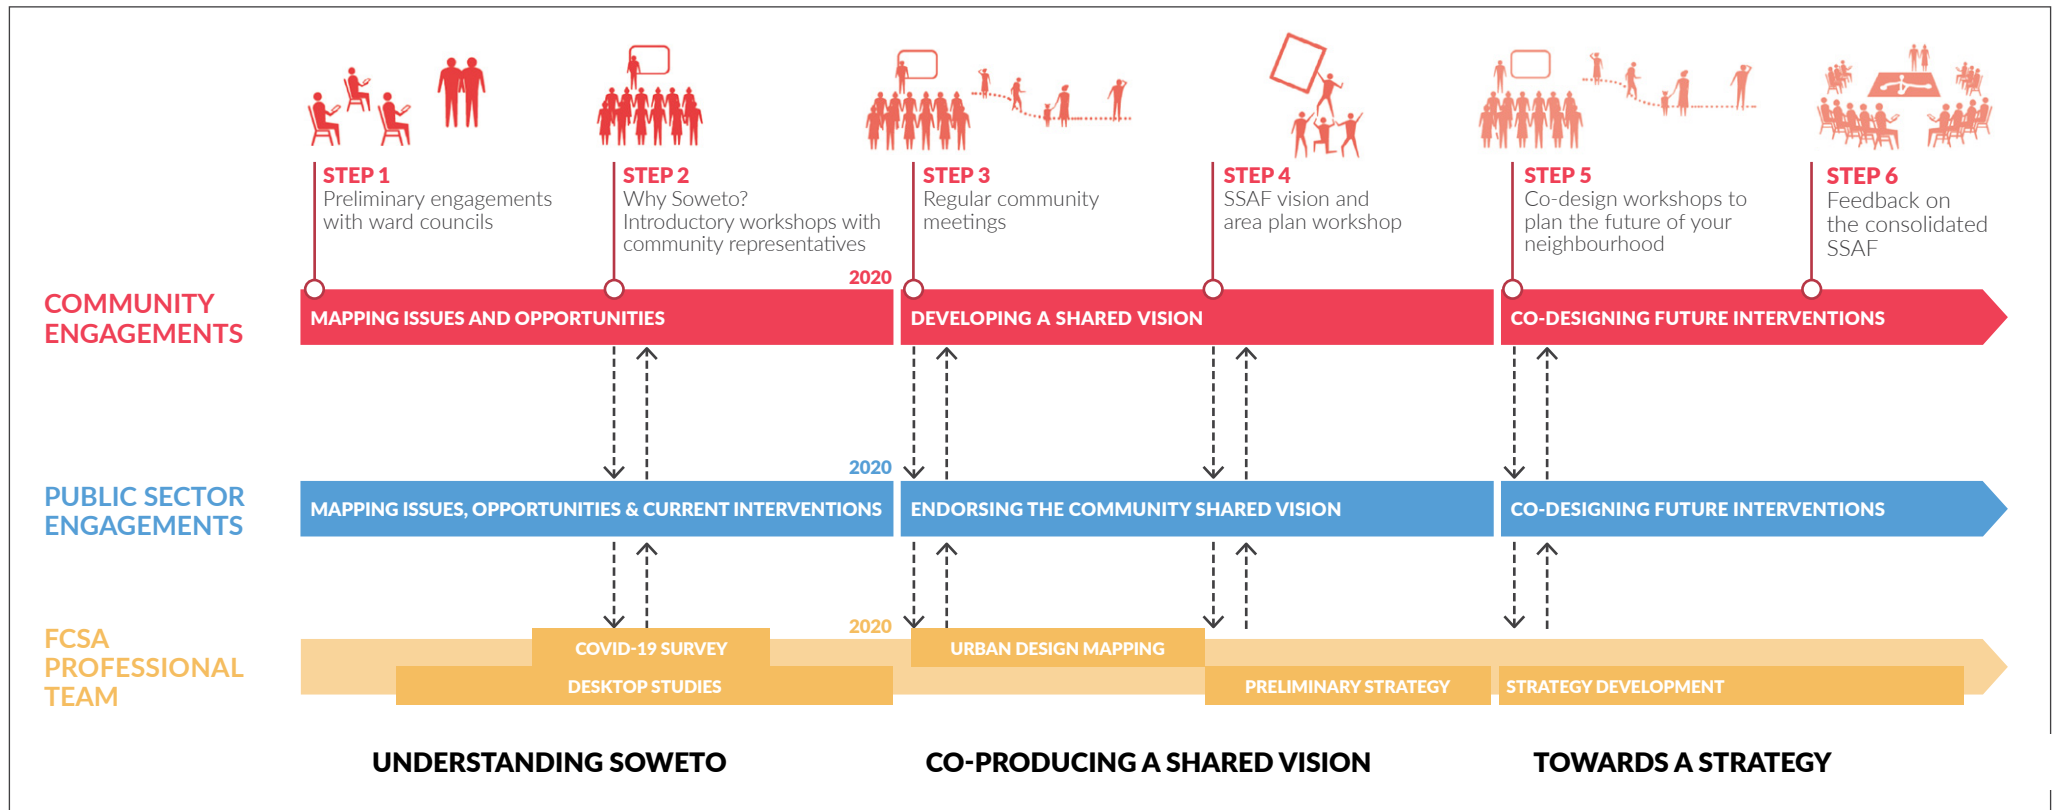 STEP 1
Preliminary engagements
with ward councils
STEP 2
Why Soweto?
Introductory workshops with
community representatives
STEP 3
Regular community
meetings
STEP 4
SSAF vision and
area plan workshop
STEP 5
Co-design workshops to
plan the future of your
neighbourhood
STEP 6
Feedback on
the consolidated
SSAF
2020
COMMUNITY
ENGAGEMENTS
MAPPING ISSUES AND OPPORTUNITIES
DEVELOPING A SHARED VISION
CO-DESIGNING FUTURE INTERVENTIONS
2020
PUBLIC SECTOR
ENGAGEMENTS
MAPPING ISSUES, OPPORTUNITIES & CURRENT INTERVENTIONS
ENDORSING THE COMMUNITY SHARED VISION
CO-DESIGNING FUTURE INTERVENTIONS
2020
FCSA
PROFESSIONAL
TEAM
COVID-19 SURVEY
DESKTOP STUDIES
URBAN DESIGN MAPPING
PRELIMINARY STRATEGY
STRATEGY DEVELOPMENT
UNDERSTANDING SOWETO
CO-PRODUCING A SHARED VISION
TOWARDS A STRATEGY